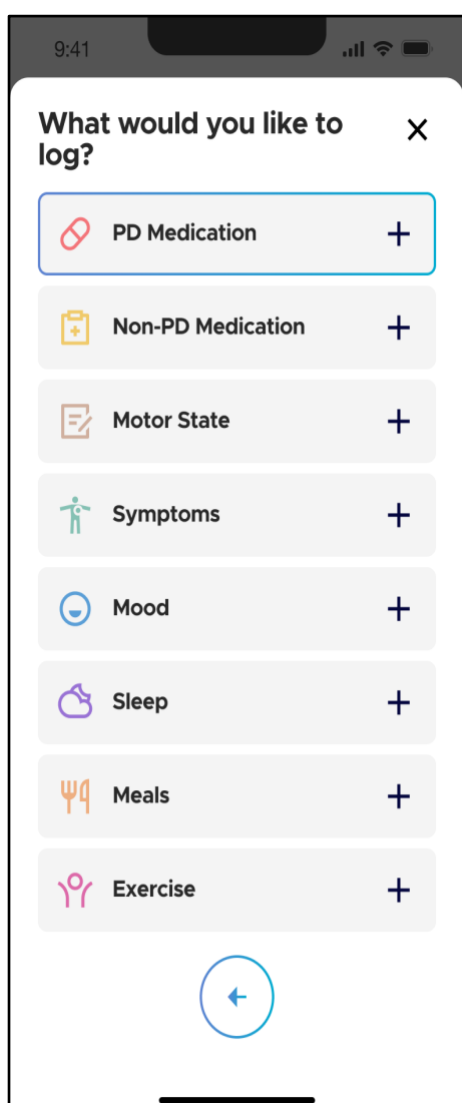 9:41
What would you like to
log?
PD Medication
Non-PD Medication
Motor State
Symptoms
Mood
Sleep
Meals
Exercise